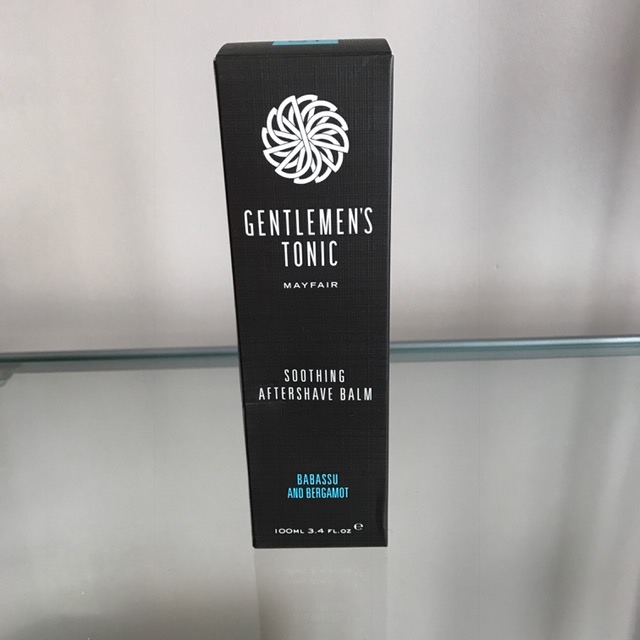 GENTLEMEN'S
TONIC
MAYFAIR
SOOTHING
AFTERSHAVE BALM
BABASSU
AND BERGAMOT
100ML 3.4 FL.OZ ℮